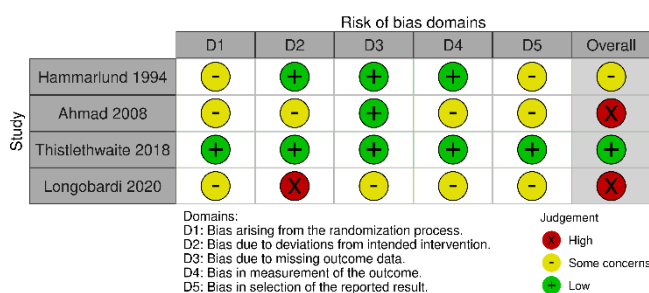 Risk of bias domains
D1 D2 D3 D4 D5 Overall
Study
Hammarlund 1994 - + + + - -
Ahmad 2008 - - + - - X
Thistlethwaite 2018 + + + + + +
Longobardi 2020 - X - - - X
Domains:
D1: Bias arising from the randomization process.
D2: Bias due to deviations from intended intervention.
D3: Bias due to missing outcome data.
D4: Bias in measurement of the outcome.
D5: Bias in selection of the reported result.
Judgement
X High
- Some concerns
+ Low